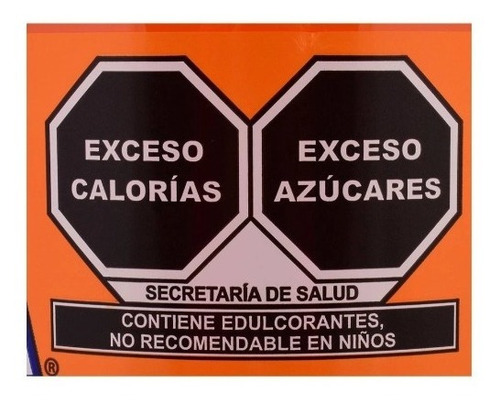 EXCESO
CALORÍAS
EXCESO
AZÚCARES
SECRETARÍA DE SALUD
CONTIENE EDULCORANTES,
NO RECOMENDABLE EN NIÑOS
®